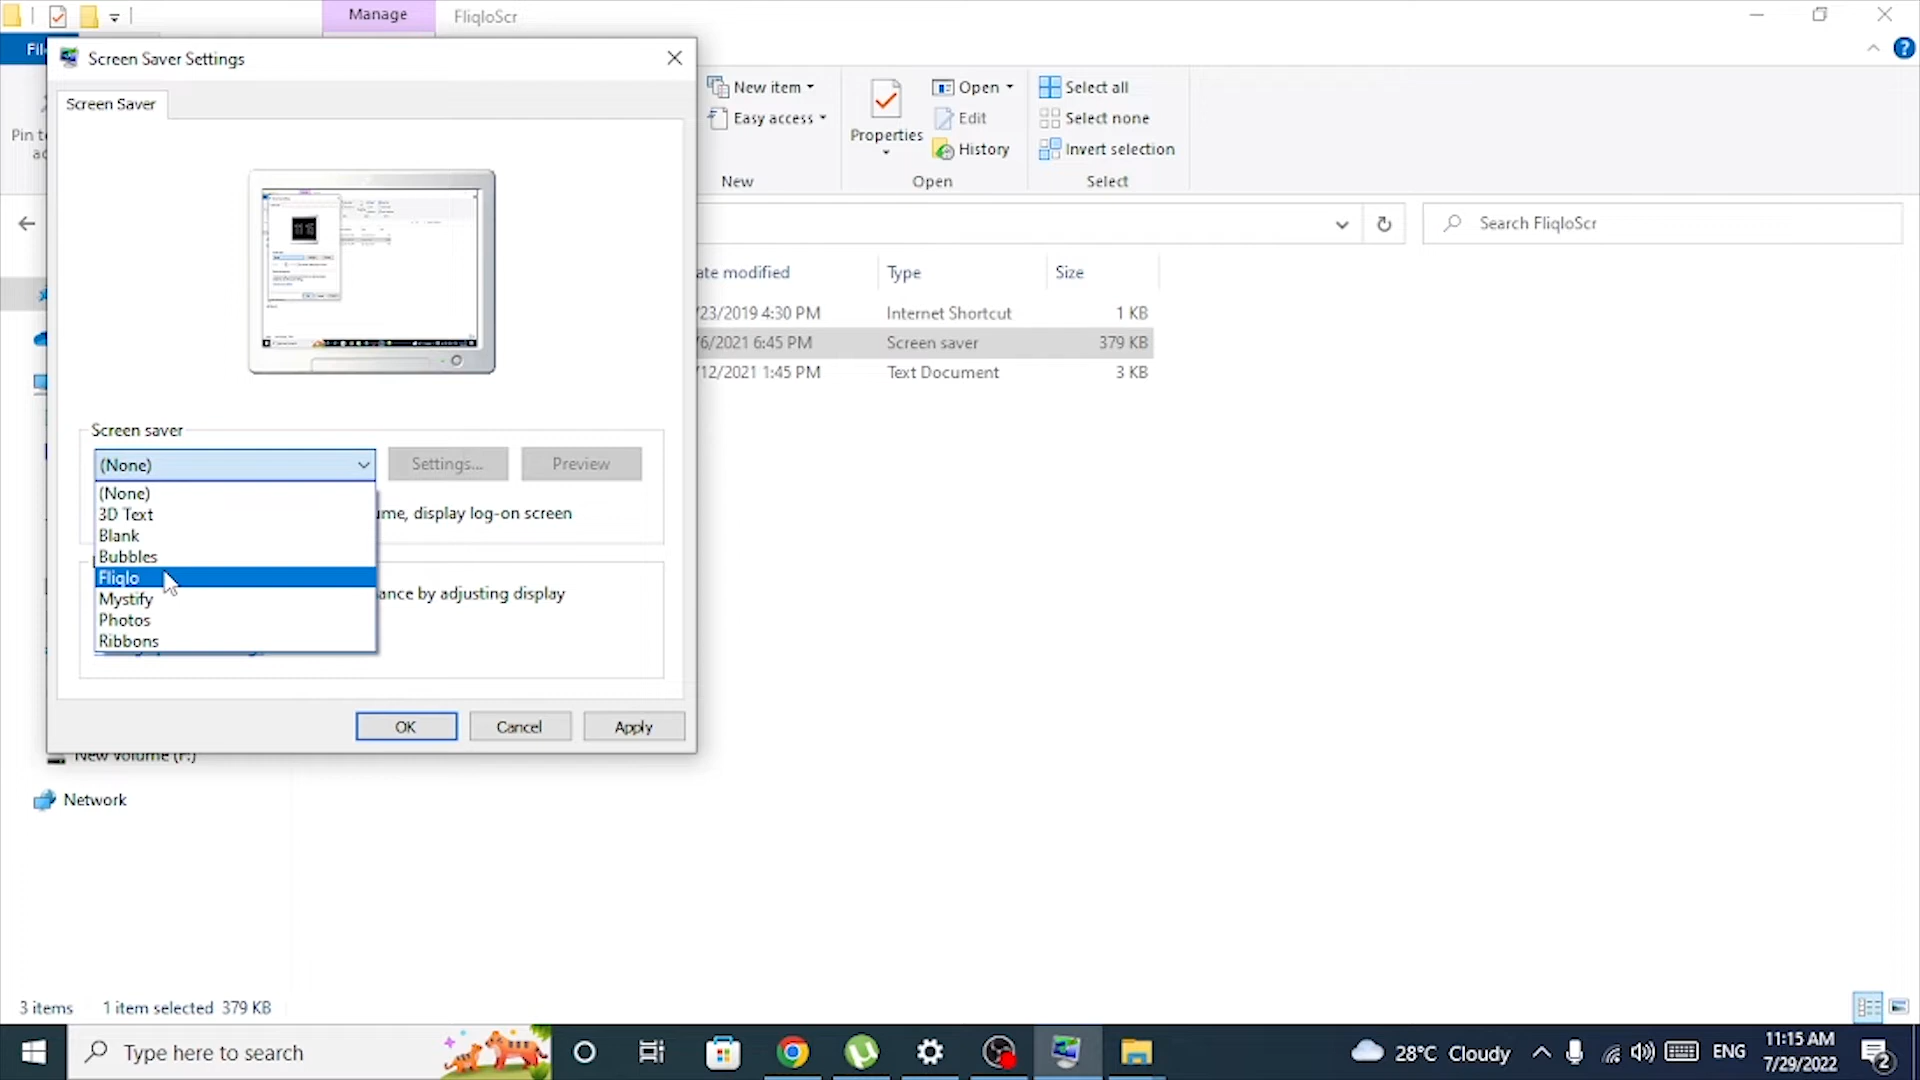 Manage
FliqloScr
Screen Saver Settings
Screen Saver
New item
Easy access
New
Properties
Open
Edit
History
Open
Select all
Select none
Invert selection
Select
Search FliqloScr
ate modified
Type
Size
/23/2019 4:30 PM
Internet Shortcut
1 KB
/6/2021 6:45 PM
Screen saver
379 KB
/12/2021 1:45 PM
Text Document
3 KB
Screen saver
(None)
Settings...
Preview
(None)
3D Text
Blank
Bubbles
Fliqlo
Mystify
Photos
Ribbons
ume, display log-on screen
ance by adjusting display
OK
Cancel
Apply
New Volume (F:)
Network
3 items
1 item selected 379 KB
Type here to search
28°C Cloudy
ENG
11:15 AM
7/29/2022
2